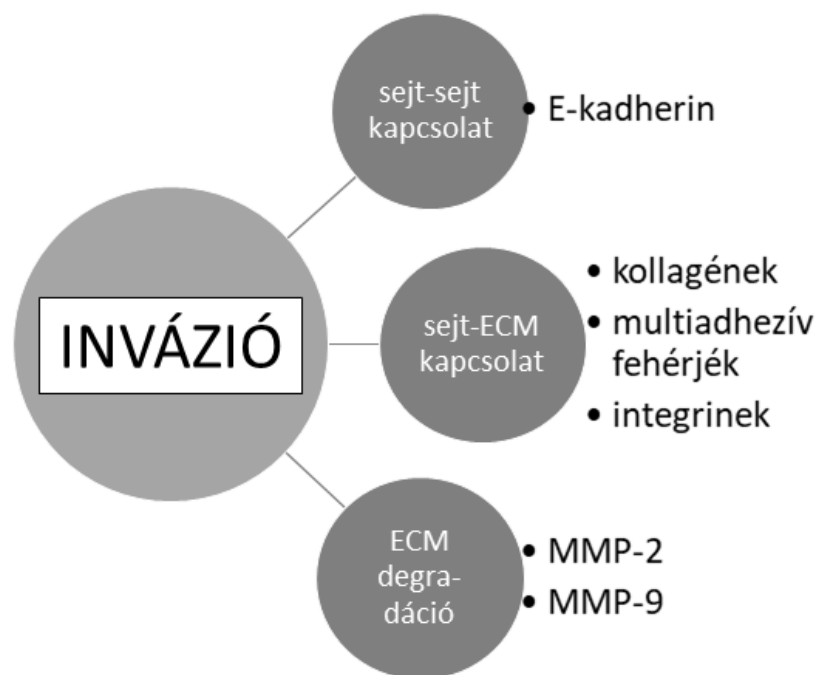 sejt-sejt
kapcsolat
• E-kadherin
INVÁZIÓ
sejt-ECM
kapcsolat
• kollagének
• multiadhezív
fehérjék
• integrinek
ECM
degra-
dáció
• MMP-2
• MMP-9